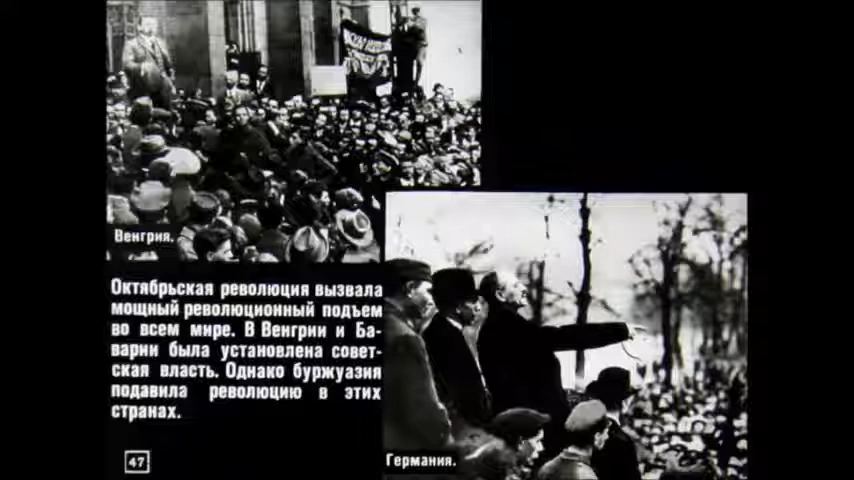 Венгрия.
Октябрьская революция вызвала
мощный революционный подъем
во всем мире. В Венгрии и Ба-
варии была установлена совет-
ская власть. Однако буржуазия
подавила революцию в этих
странах.
Германия.
47